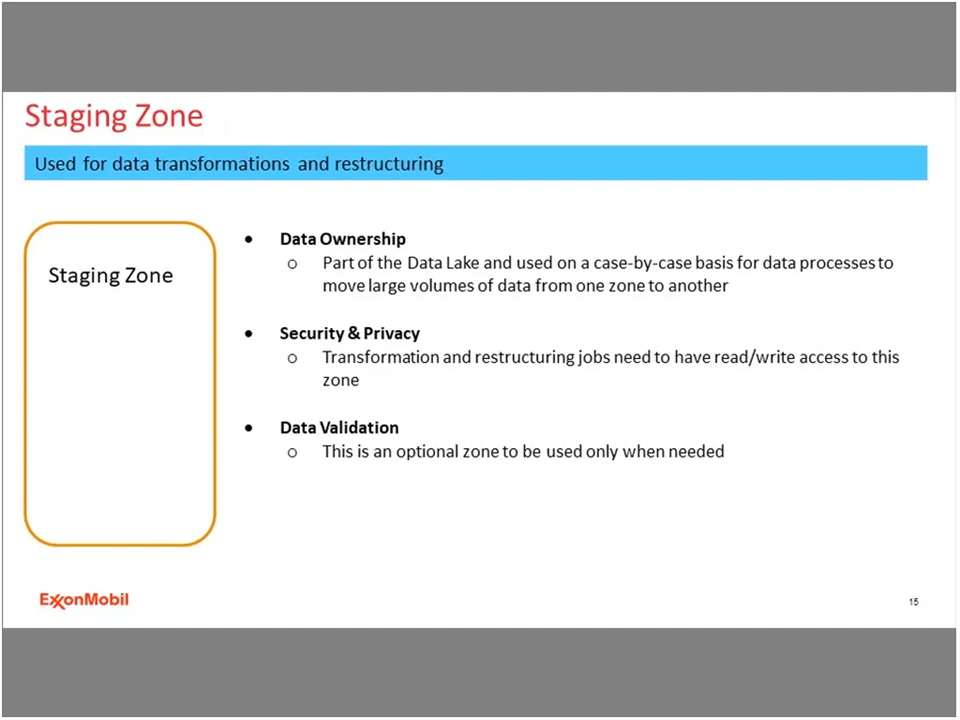 Staging Zone
Used for data transformations and restructuring
Staging Zone
● Data Ownership
○ Part of the Data Lake and used on a case-by-case basis for data processes to
move large volumes of data from one zone to another
● Security & Privacy
○ Transformation and restructuring jobs need to have read/write access to this
zone
● Data Validation
○ This is an optional zone to be used only when needed
ExxonMobil
15